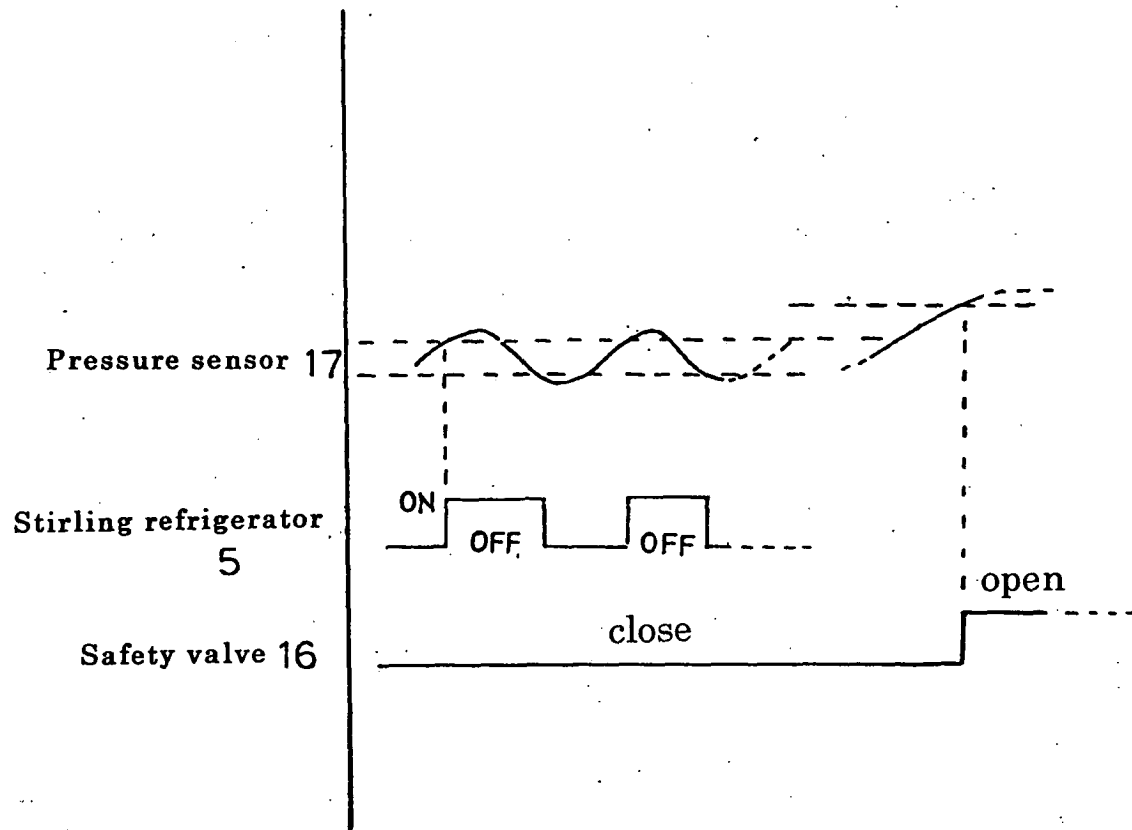 Pressure sensor 17
ON
Stirling refrigerator
5
OFF
OFF
open
close
Safety valve 16